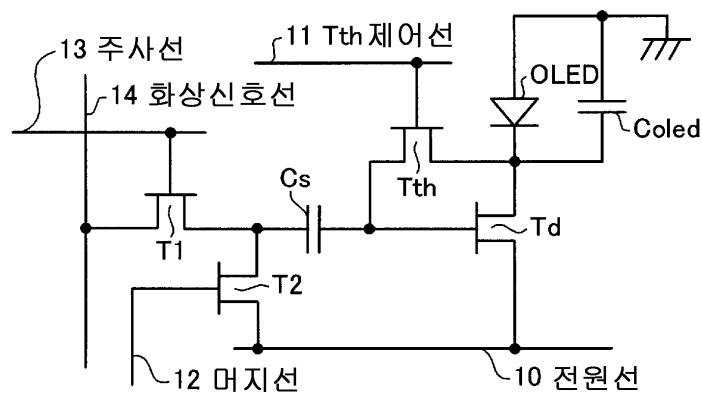 13 주사선
11 Tth 제어선
14 화상신호선
OLED
Coled
Cs
Tth
T1
Td
T2
12 머지선
10 전원선